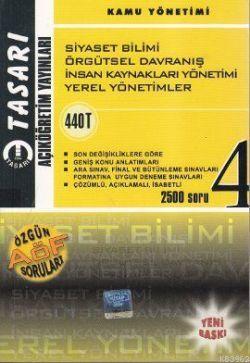 KAMU YÖNETİMİ
SİYASET BİLİMİ
ÖRGÜTSEL DAVRANIŞ
İNSAN KAYNAKLARI YÖNETİMİ
YEREL YÖNETİMLER
TASARI
AÇIKÖĞRETİM YAYINLARI
TASARI
440T
SON DEĞİŞİKLİKLERE GÖRE
GENİŞ KONU ANLATIMLARI
ARA SINAV, FİNAL VE BÜTÜNLEME SINAVLARI
FORMATINA UYGUN DENEME SINAVLARI
ÇÖZÜMLÜ, AÇIKLAMALI, İSABETLİ
4
2500 soru
SİYASET BİLİMİ
ÖZGÜN
AÖF
SORULARI
YENİ
BASKI
YEREL YÖNETİM